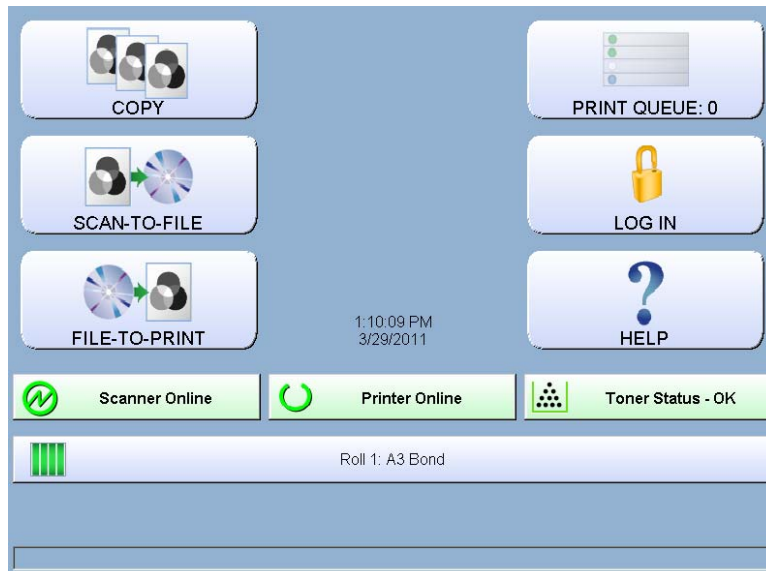 COPY
PRINT QUEUE: 0
SCAN-TO-FILE
LOG IN
FILE-TO-PRINT
1:10:09 PM
3/29/2011
HELP
Scanner Online
Printer Online
Toner Status - OK
Roll 1: A3 Bond